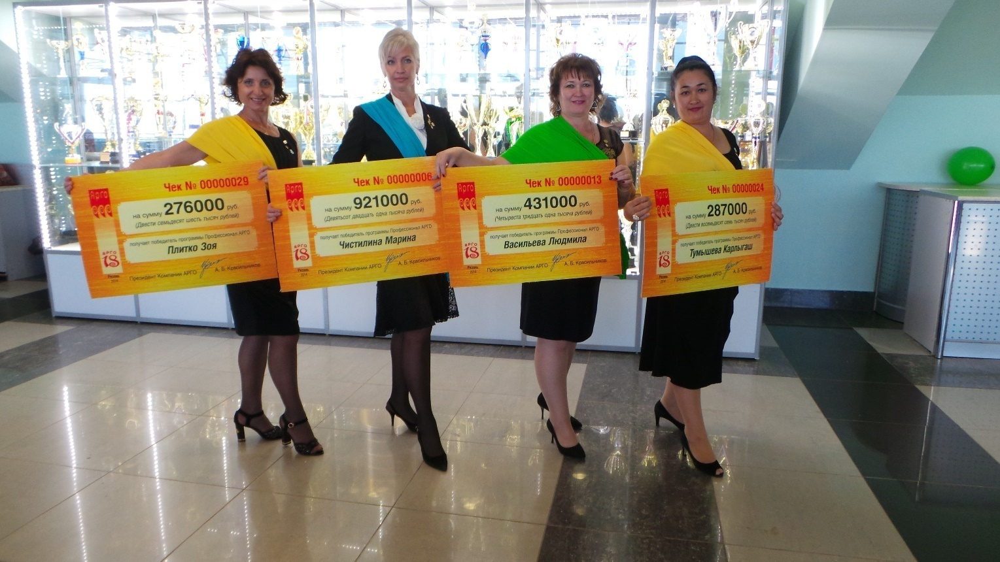 Чек № 00000029
Арго
на сумму 276000 руб.
(Двести семьдесят шесть тысяч рублей)
получает победитель программы Профессионал АРГО
Плитко Зоя
АРГО
18
Рязань
2014
Президент Компании АРГО А. Б. Красильников
Чек № 00000006
Арго
на сумму 921000 руб.
(Девятьсот двадцать одна тысяча рублей)
получает победитель программы Профессионал АРГО
Чистилина Марина
АРГО
18
Рязань
2014
Президент Компании АРГО А. Б. Красильников
Чек № 00000013
Арго
на сумму 431000 руб.
(Четыреста тридцать одна тысяча рублей)
получает победитель программы Профессионал АРГО
Васильева Людмила
АРГО
18
Рязань
2014
Президент Компании АРГО А. Б. Красильников
Чек № 00000024
Арго
на сумму 287000 руб.
(Двести восемьдесят семь тысяч рублей)
получает победитель программы Профессионал АРГО
Тумышева Карлыгаш
АРГО
18
Рязань
2014
Президент Компании АРГО А. Б. Красильников